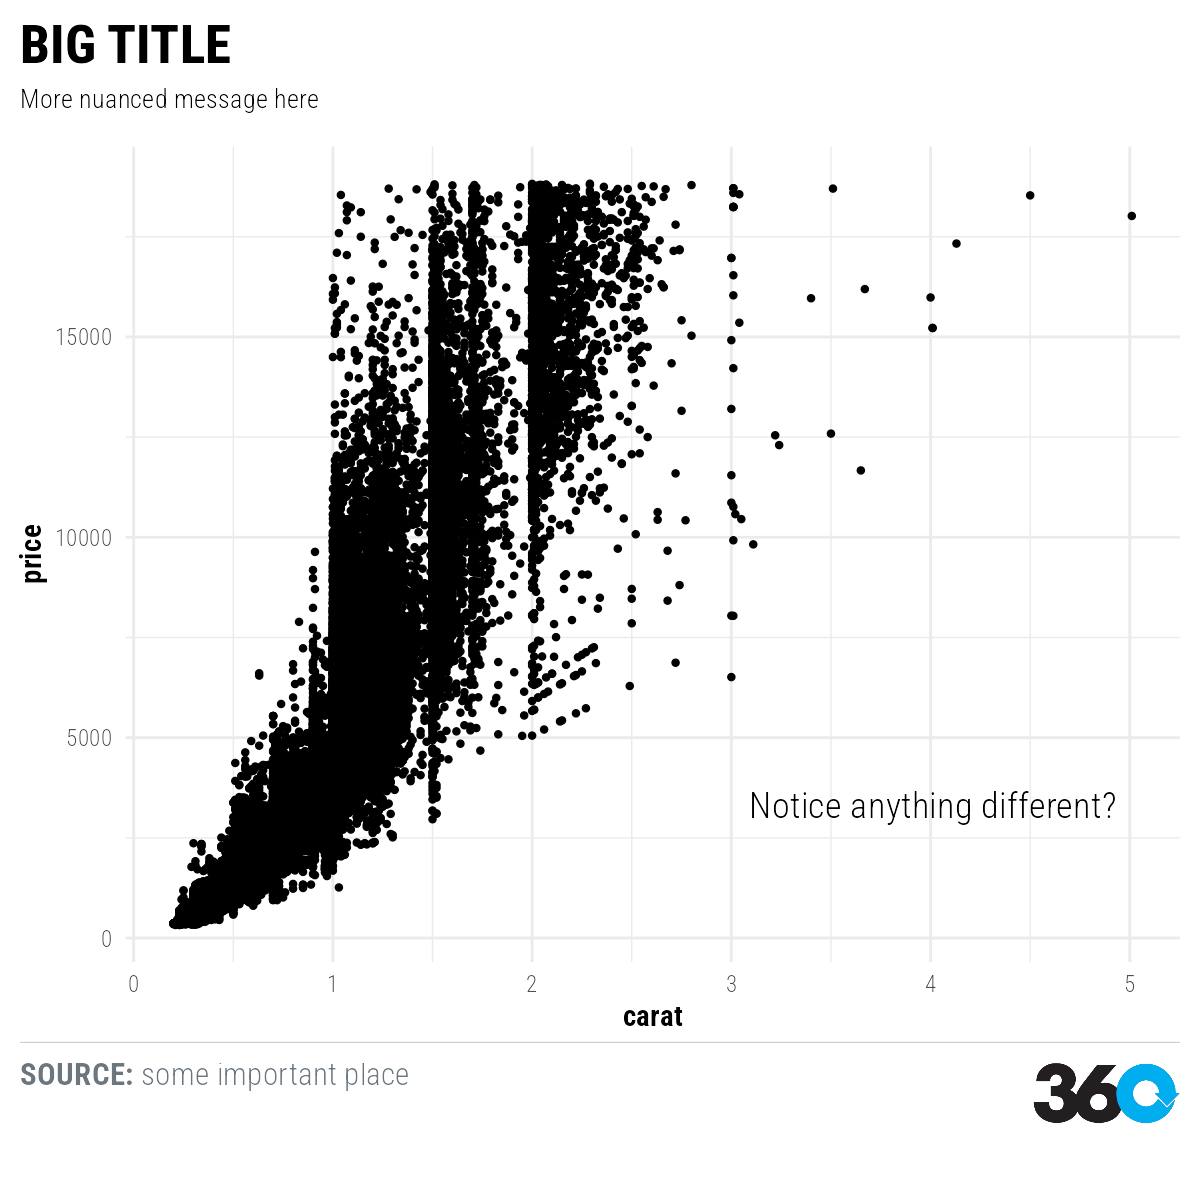 BIG TITLE
More nuanced message here
15000
10000
price
5000
Notice anything different?
0
0 1 2 3 4 5
carat
SOURCE: some important place
360